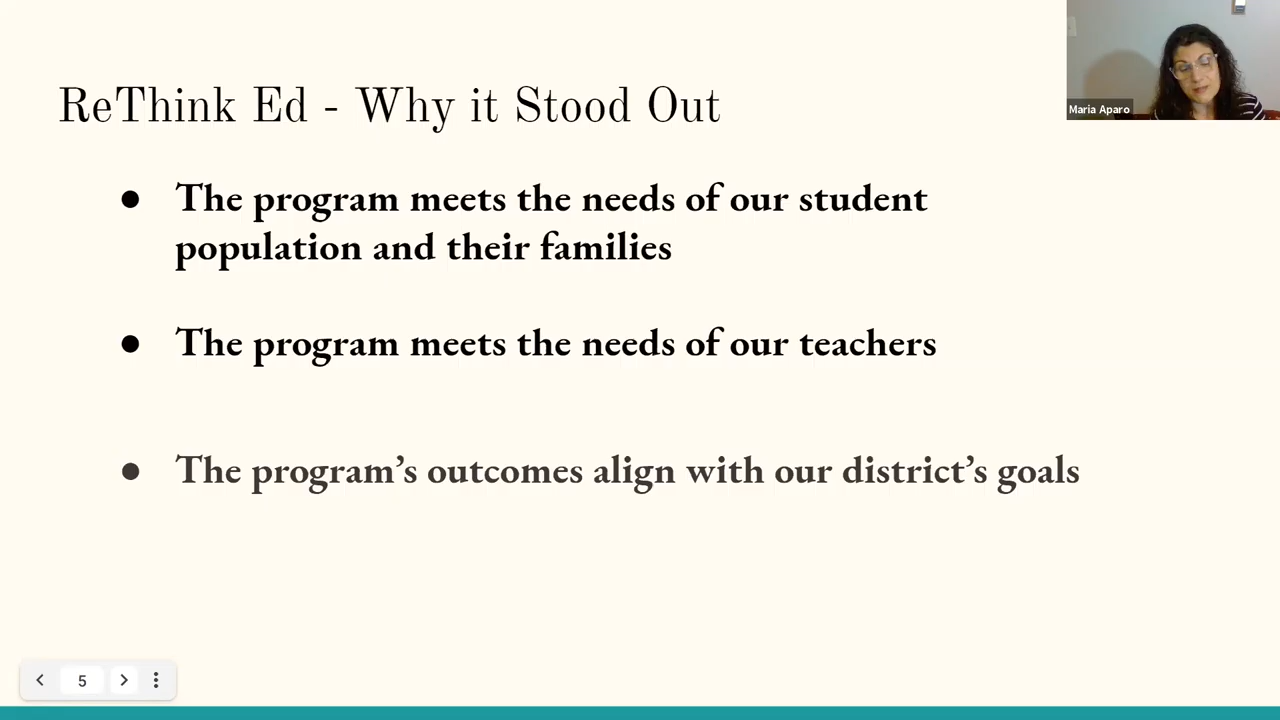 ReThink Ed - Why it Stood Out
Maria Aparo
● The program meets the needs of our student
population and their families
● The program meets the needs of our teachers
● The program’s outcomes align with our district’s goals
5